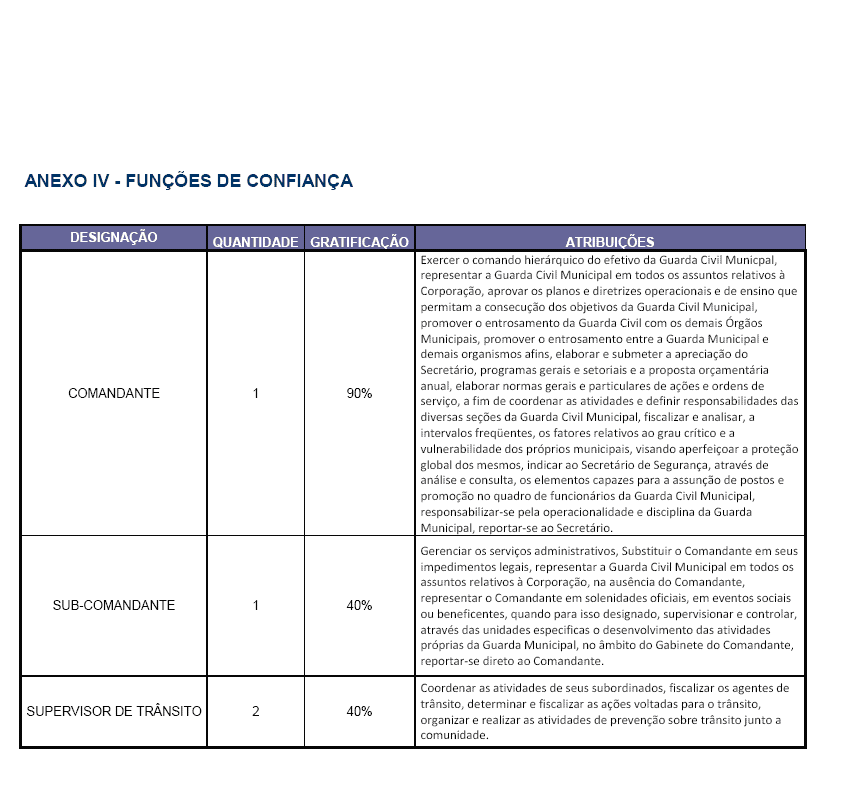 ANEXO IV - FUNÇÕES DE CONFIANÇA
DESIGNAÇÃO QUANTIDADE GRATIFICAÇÃO ATRIBUIÇÕES
COMANDANTE 1 90%
Exercer o comando hierárquico do efetivo da Guarda Civil Municpal,
representar a Guarda Civil Municipal em todos os assuntos relativos à
Corporação, aprovar os planos e diretrizes operacionais e de ensino que
permitam a consecução dos objetivos da Guarda Civil Municipal,
promover o entrosamento da Guarda Civil com os demais Órgãos
Municipais, promover o entrosamento entre a Guarda Municipal e
demais organismos afins, elaborar e submeter a apreciação do
Secretário, programas gerais e setoriais e a proposta orçamentária
anual, elaborar normas gerais e particulares de ações e ordens de
serviço, a fim de coordenar as atividades e definir responsabilidades das
diversas seções da Guarda Civil Municipal, fiscalizar e analisar, a
intervalos freqüentes, os fatores relativos ao grau crítico e a
vulnerabilidade dos próprios municipais, visando aperfeiçoar a proteção
global dos mesmos, indicar ao Secretário de Segurança, através de
análise e consulta, os elementos capazes para a assunção de postos e
promoção no quadro de funcionários da Guarda Civil Municipal,
responsabilizar-se pela operacionalidade e disciplina da Guarda
Municipal, reportar-se ao Secretário.
SUB-COMANDANTE 1 40%
Gerenciar os serviços administrativos, Substituir o Comandante em seus
impedimentos legais, representar a Guarda Civil Municipal em todos os
assuntos relativos à Corporação, na ausência do Comandante,
representar o Comandante em solenidades oficiais, em eventos sociais
ou beneficentes, quando para isso designado, supervisionar e controlar,
através das unidades especificas o desenvolvimento das atividades
próprias da Guarda Municipal, no âmbito do Gabinete do Comandante,
reportar-se direto ao Comandante.
SUPERVISOR DE TRÂNSITO 2 40%
Coordenar as atividades de seus subordinados, fiscalizar os agentes de
trânsito, determinar e fiscalizar as ações voltadas para o trânsito,
organizar e realizar as atividades de prevenção sobre trânsito junto a
comunidade.